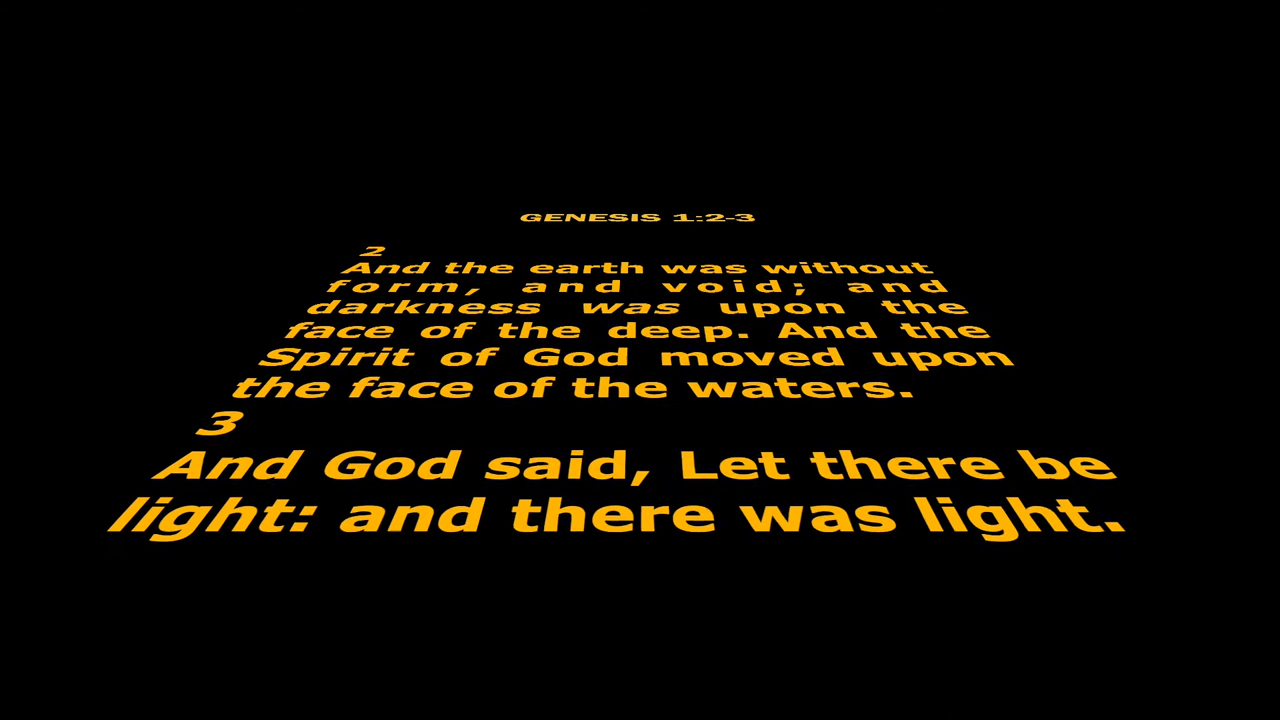 GENESIS 1:2-3
2
And the earth was without
form, and void; and
darkness was upon the
face of the deep. And the
Spirit of God moved upon
the face of the waters.
3
And God said, Let there be
light: and there was light.